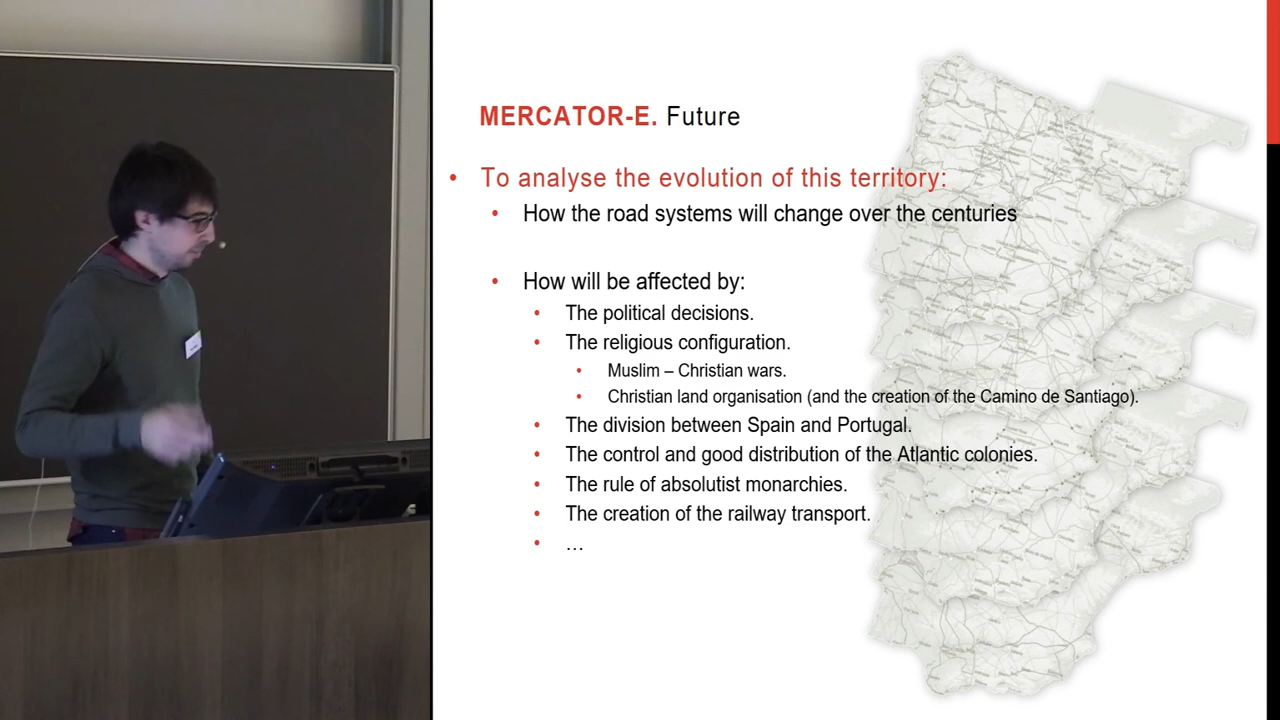 MERCATOR-E. Future
• To analyse the evolution of this territory:
• How the road systems will change over the centuries
• How will be affected by:
• The political decisions.
• The religious configuration.
• Muslim – Christian wars.
• Christian land organisation (and the creation of the Camino de Santiago).
• The division between Spain and Portugal.
• The control and good distribution of the Atlantic colonies.
• The rule of absolutist monarchies.
• The creation of the railway transport.
• …